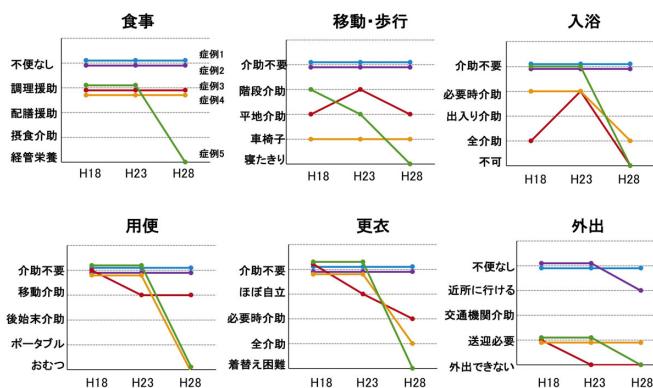 食事
不便なし
調理援助
配膳援助
摂食介助
経管栄養
症例1
症例2
症例3
症例4
症例5
H18 H23 H28
移動・歩行
介助不要
階段介助
平地介助
車椅子
寝たきり
H18 H23 H28
入浴
介助不要
必要時介助
出入り介助
全介助
不可
H18 H23 H28
用便
介助不要
移動介助
後始末介助
ポータブル
おむつ
H18 H23 H28
更衣
介助不要
ほぼ自立
必要時介助
全介助
着替え困難
H18 H23 H28
外出
不便なし
近所に行ける
交通機関介助
送迎必要
外出できない
H18 H23 H28